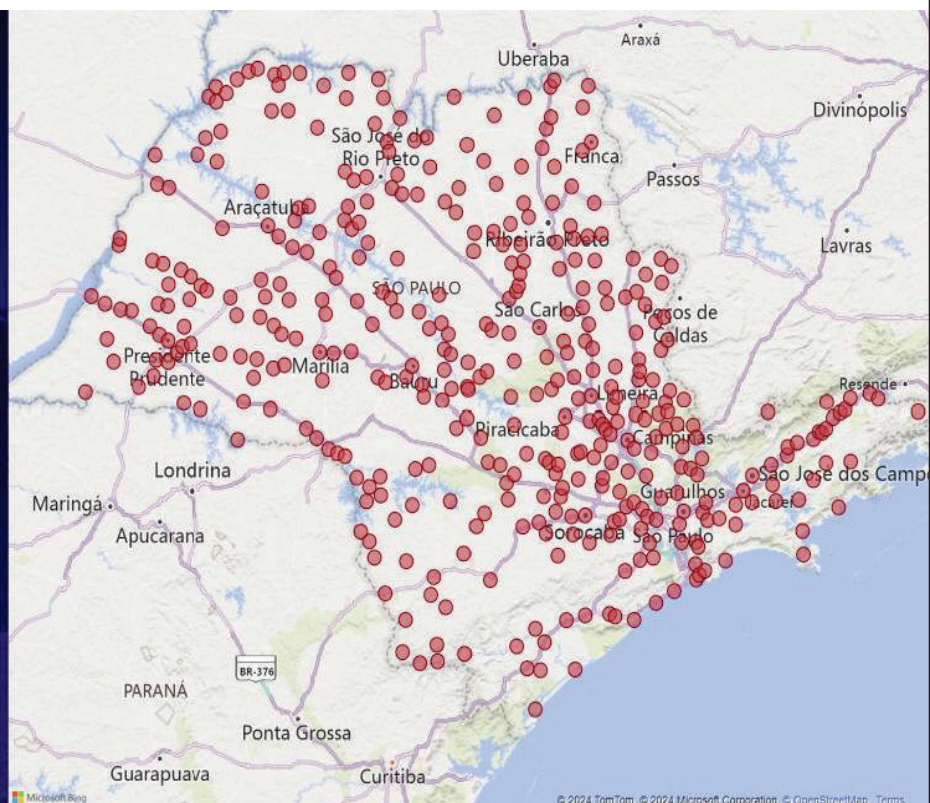 Araxá
Uberaba
Divinópolis
São José do
Rio Preto
Franca
Passos
Araçatuba
Ribeirão Preto
Lavras
SÃO PAULO
São Carlos
Poços de
Caldas
Presidente
Prudente
Marília
Bauru
Resende
Limeira
Piracicaba
Campinas
Londrina
São José dos Campo
Maringá
Guarulhos
Jacareí
Apucarana
Sorocaba
São Paulo
BR-376
PARANÁ
Ponta Grossa
Guarapuava
Curitiba
Microsoft Bing
© 2024 TomTom, © 2024 Microsoft Corporation, © OpenStreetMap, Terms